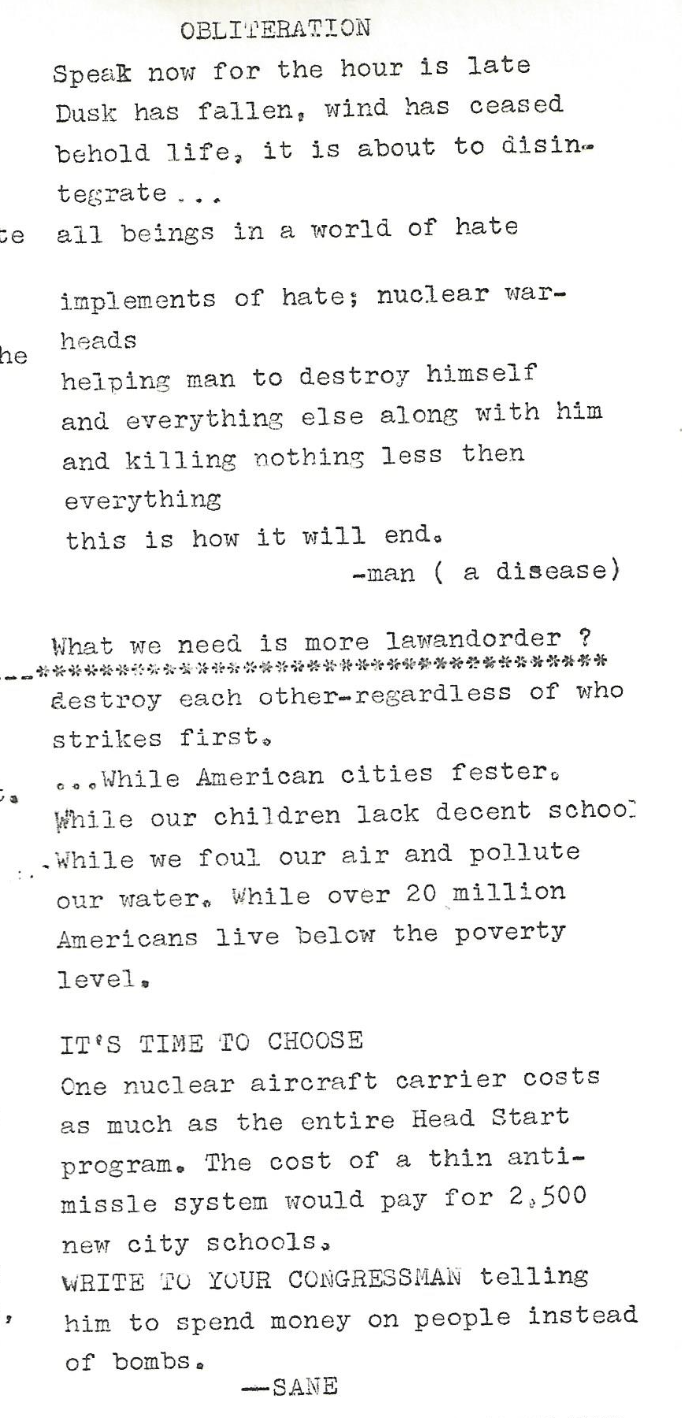 OBLITERATION
Speak now for the hour is late
Dusk has fallen, wind has ceased
behold life, it is about to disin-
tegrate...
all beings in a world of hate
implements of hate; nuclear war-
heads
helping man to destroy himself
and everything else along with him
and killing nothing less then
everything
this is how it will end.
-man ( a disease)
What we need is more lawandorder ?
destroy each other-regardless of who
strikes first.
...While American cities fester.
While our children lack decent school
.While we foul our air and pollute
our water. While over 20 million
Americans live below the poverty
level.
IT'S TIME TO CHOOSE
One nuclear aircraft carrier costs
as much as the entire Head Start
program. The cost of a thin anti-
missle system would pay for 2,500
new city schools.
WRITE TO YOUR CONGRESSMAN telling
him to spend money on people instead
of bombs.
—SANE